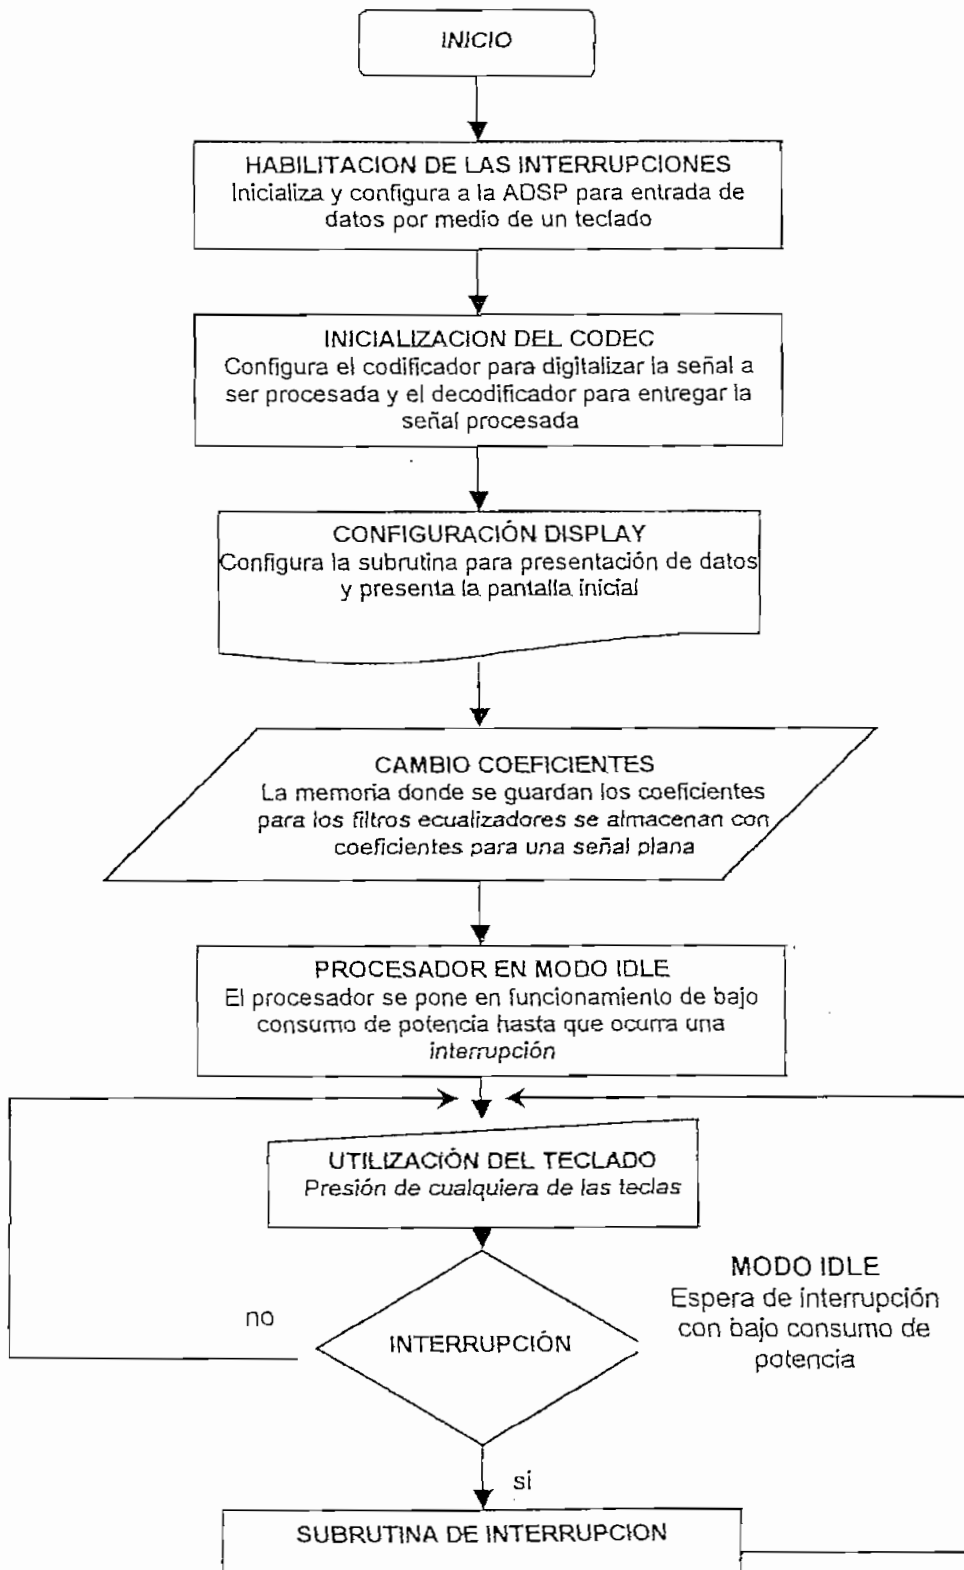 INICIO
HABILITACION DE LAS INTERRUPCIONES
Inicializa y configura a la ADSP para entrada de
datos por medio de un teclado
INICIALIZACION DEL CODEC
Configura el codificador para digitalizar la señal a
ser procesada y el decodificador para entregar la
señal procesada
CONFIGURACIÓN DISPLAY
Configura la subrutina para presentación de datos
y presenta la pantalla inicial
CAMBIO COEFICIENTES
La memoria donde se guardan los coeficientes
para los filtros ecualizadores se almacenan con
coeficientes para una señal plana
PROCESADOR EN MODO IDLE
El procesador se pone en funcionamiento de bajo
consumo de potencia hasta que ocurra una
interrupción
UTILIZACIÓN DEL TECLADO
Presión de cualquiera de las teclas
MODO IDLE
Espera de interrupción
con bajo consumo de
potencia
no
INTERRUPCIÓN
si
SUBRUTINA DE INTERRUPCION